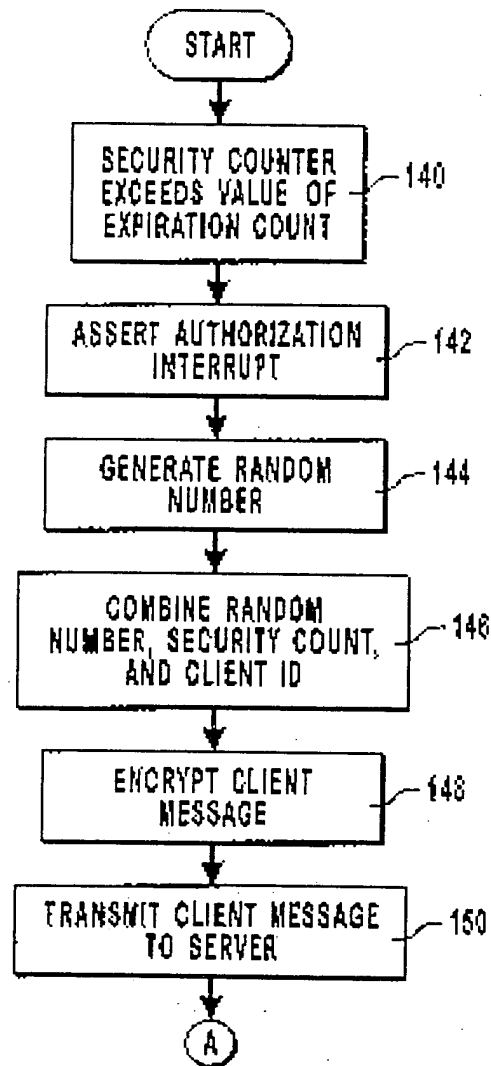 START
SECURITY COUNTER
EXCEEDS VALUE OF
EXPIRATION COUNT
140
ASSERT AUTHORIZATION
INTERRUPT
142
GENERATE RANDOM
NUMBER
144
COMBINE RANDOM
NUMBER, SECURITY COUNT,
AND CLIENT ID
146
ENCRYPT CLIENT
MESSAGE
148
TRANSMIT CLIENT MESSAGE
TO SERVER
150
A